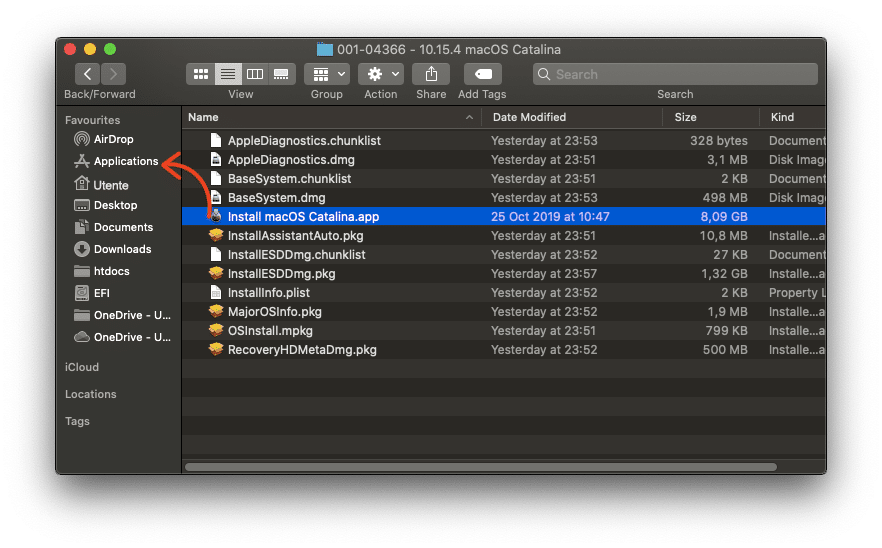 001-04366 - 10.15.4 macOS Catalina
Search
Back/Forward View Group Action Share Add Tags Search
Favourites
AirDrop
Applications
Utente
Desktop
Documents
Downloads
htdocs
EFI
OneDrive - U...
OneDrive - U...
iCloud
Locations
Tags
Name Date Modified Size Kind
AppleDiagnostics.chunklist Yesterday at 23:53 328 bytes Document
AppleDiagnostics.dmg Yesterday at 23:51 3,1 MB Disk Imag
BaseSystem.chunklist Yesterday at 23:51 2 KB Document
BaseSystem.dmg Yesterday at 23:53 498 MB Disk Imag
Install macOS Catalina.app 25 Oct 2019 at 10:47 8,09 GB
InstallAssistantAuto.pkg Yesterday at 23:51 10,8 MB Installe...a
InstallESDDmg.chunklist Yesterday at 23:52 27 KB Document
InstallESDDmg.pkg Yesterday at 23:57 1,32 GB Installe...a
InstallInfo.plist Yesterday at 23:52 2 KB Property L
MajorOSInfo.pkg Yesterday at 23:52 1,9 MB Installe...a
OSInstall.mpkg Yesterday at 23:51 799 KB Installe...a
RecoveryHDMetaDmg.pkg Yesterday at 23:52 500 MB Installe...a